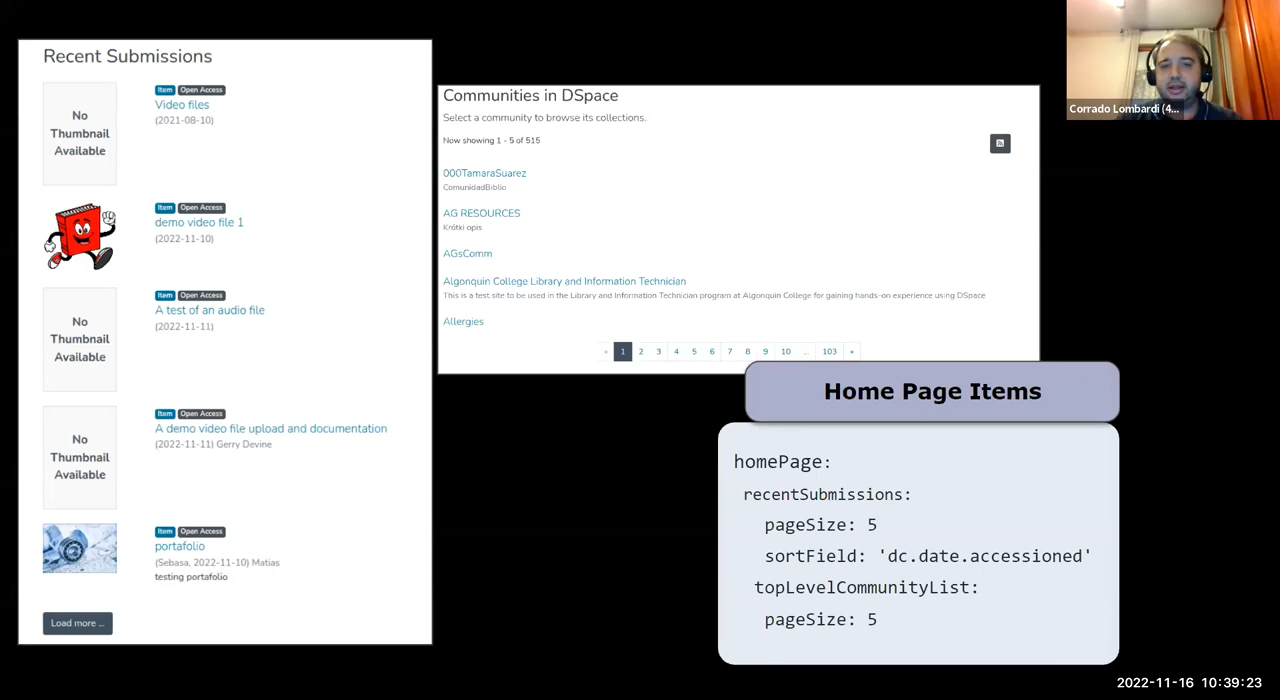 Recent Submissions
No
Thumbnail
Available
Item Open Access
Video files
(2021-08-10)
Item Open Access
demo video file 1
(2022-11-10)
No
Thumbnail
Available
Item Open Access
A test of an audio file
(2022-11-11)
No
Thumbnail
Available
Item Open Access
A demo video file upload and documentation
(2022-11-11) Gerry Devine
Item Open Access
portafolio
(Sebasa, 2022-11-10) Matias
testing portafolio
Load more ...
Communities in DSpace
Select a community to browse its collections.
Now showing 1 - 5 of 515
000TamaraSuarez
ComunidadBiblio
AG RESOURCES
Krótki opis
AGsComm
Algonquin College Library and Information Technician
This is a test site to be used in the Library and Information Technician program at Algonquin College for gaining hands-on experience using DSpace
Allergies
« 1 2 3 4 5 6 7 8 9 10 ... 103 »
Corrado Lombardi (4...
Home Page Items
homePage:
recentSubmissions:
pageSize: 5
sortField: 'dc.date.accessioned'
topLevelCommunityList:
pageSize: 5
2022-11-16 10:39:23